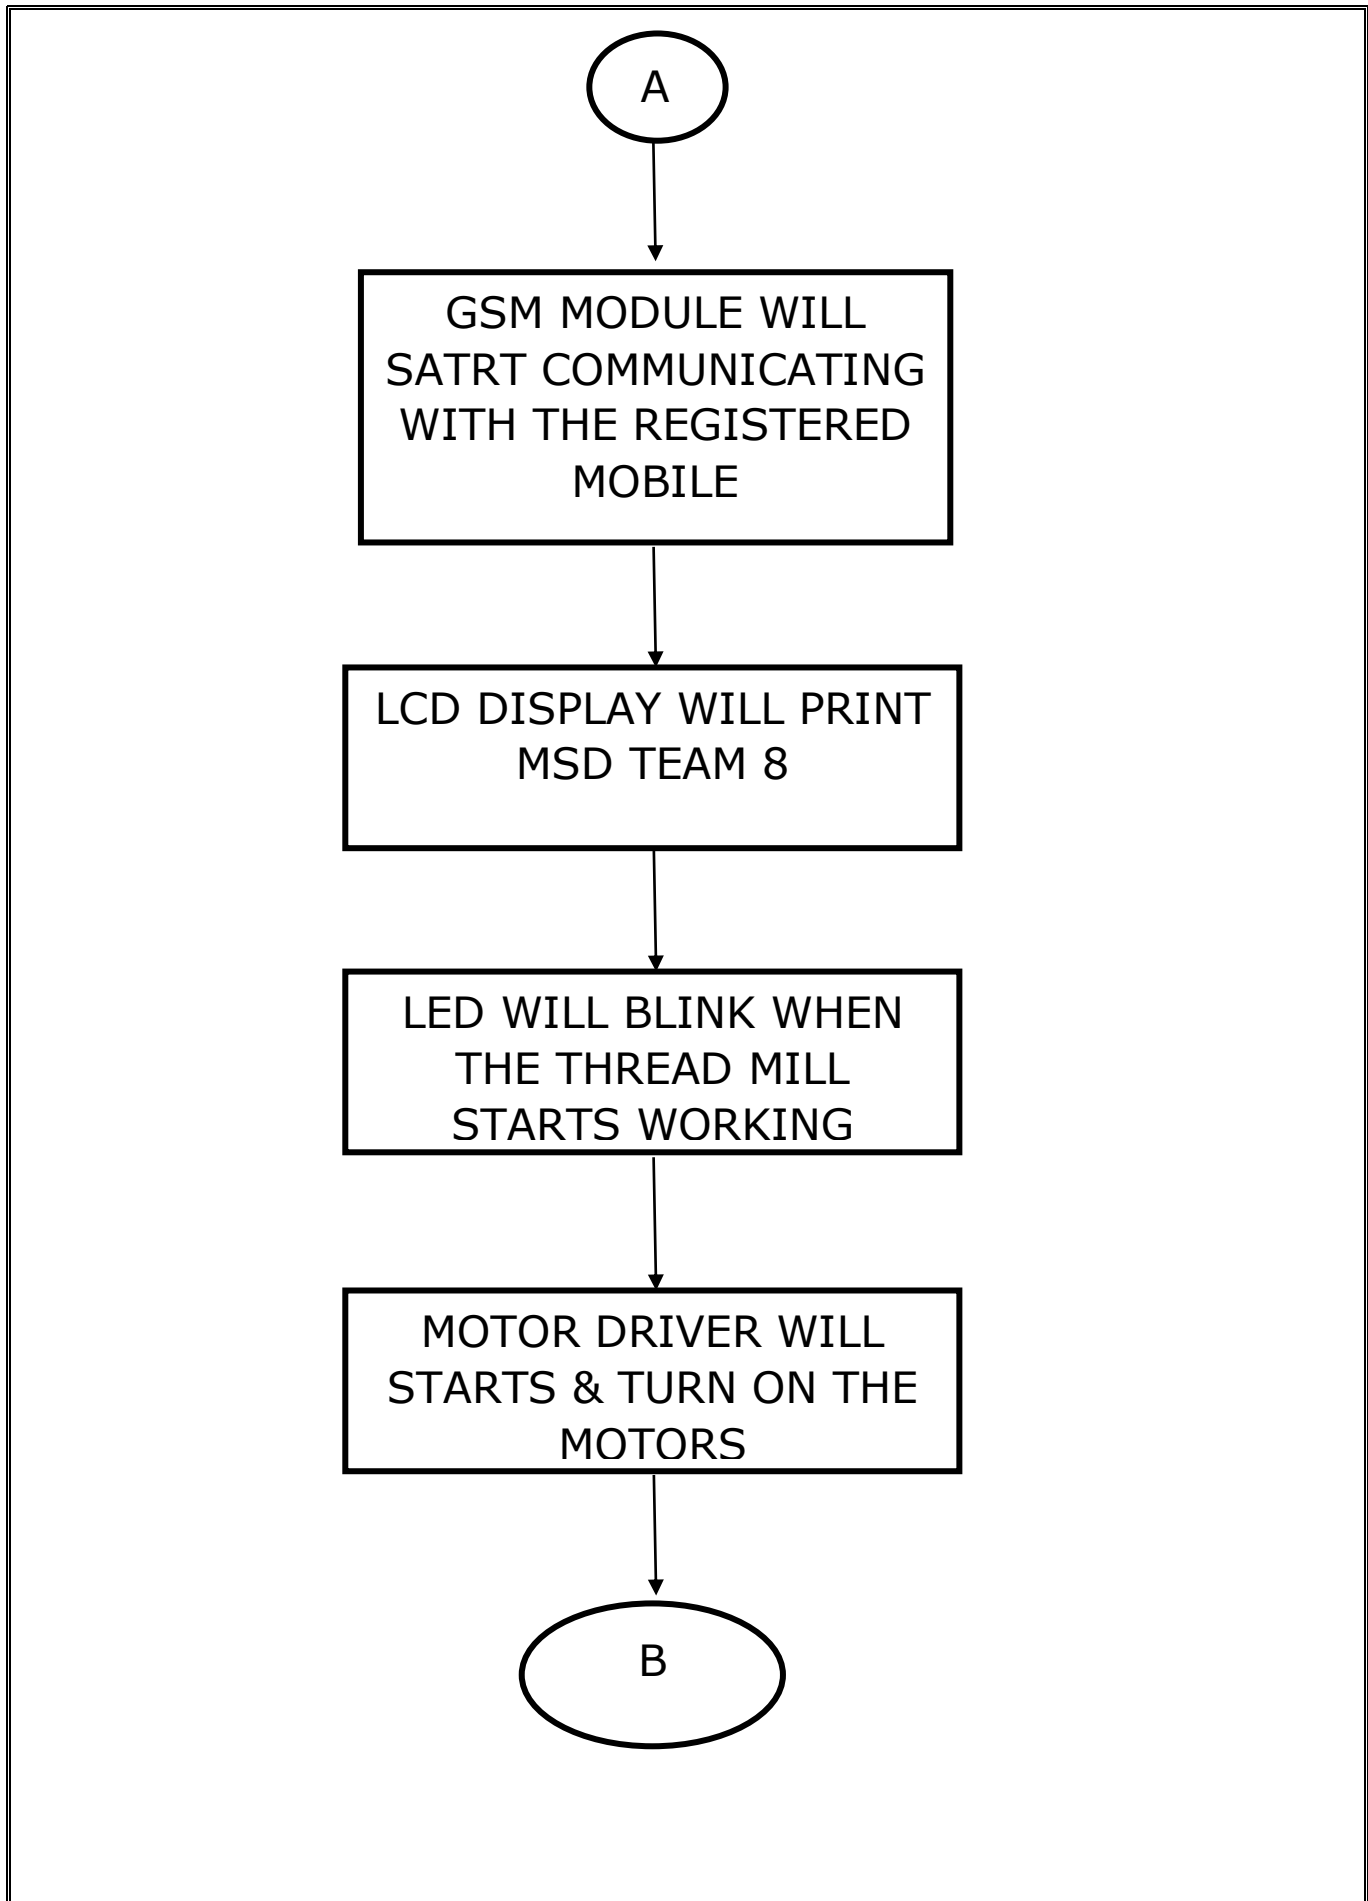 A
GSM MODULE WILL
SATRT COMMUNICATING
WITH THE REGISTERED
MOBILE
LCD DISPLAY WILL PRINT
MSD TEAM 8
LED WILL BLINK WHEN
THE THREAD MILL
STARTS WORKING
MOTOR DRIVER WILL
STARTS & TURN ON THE
MOTORS
B